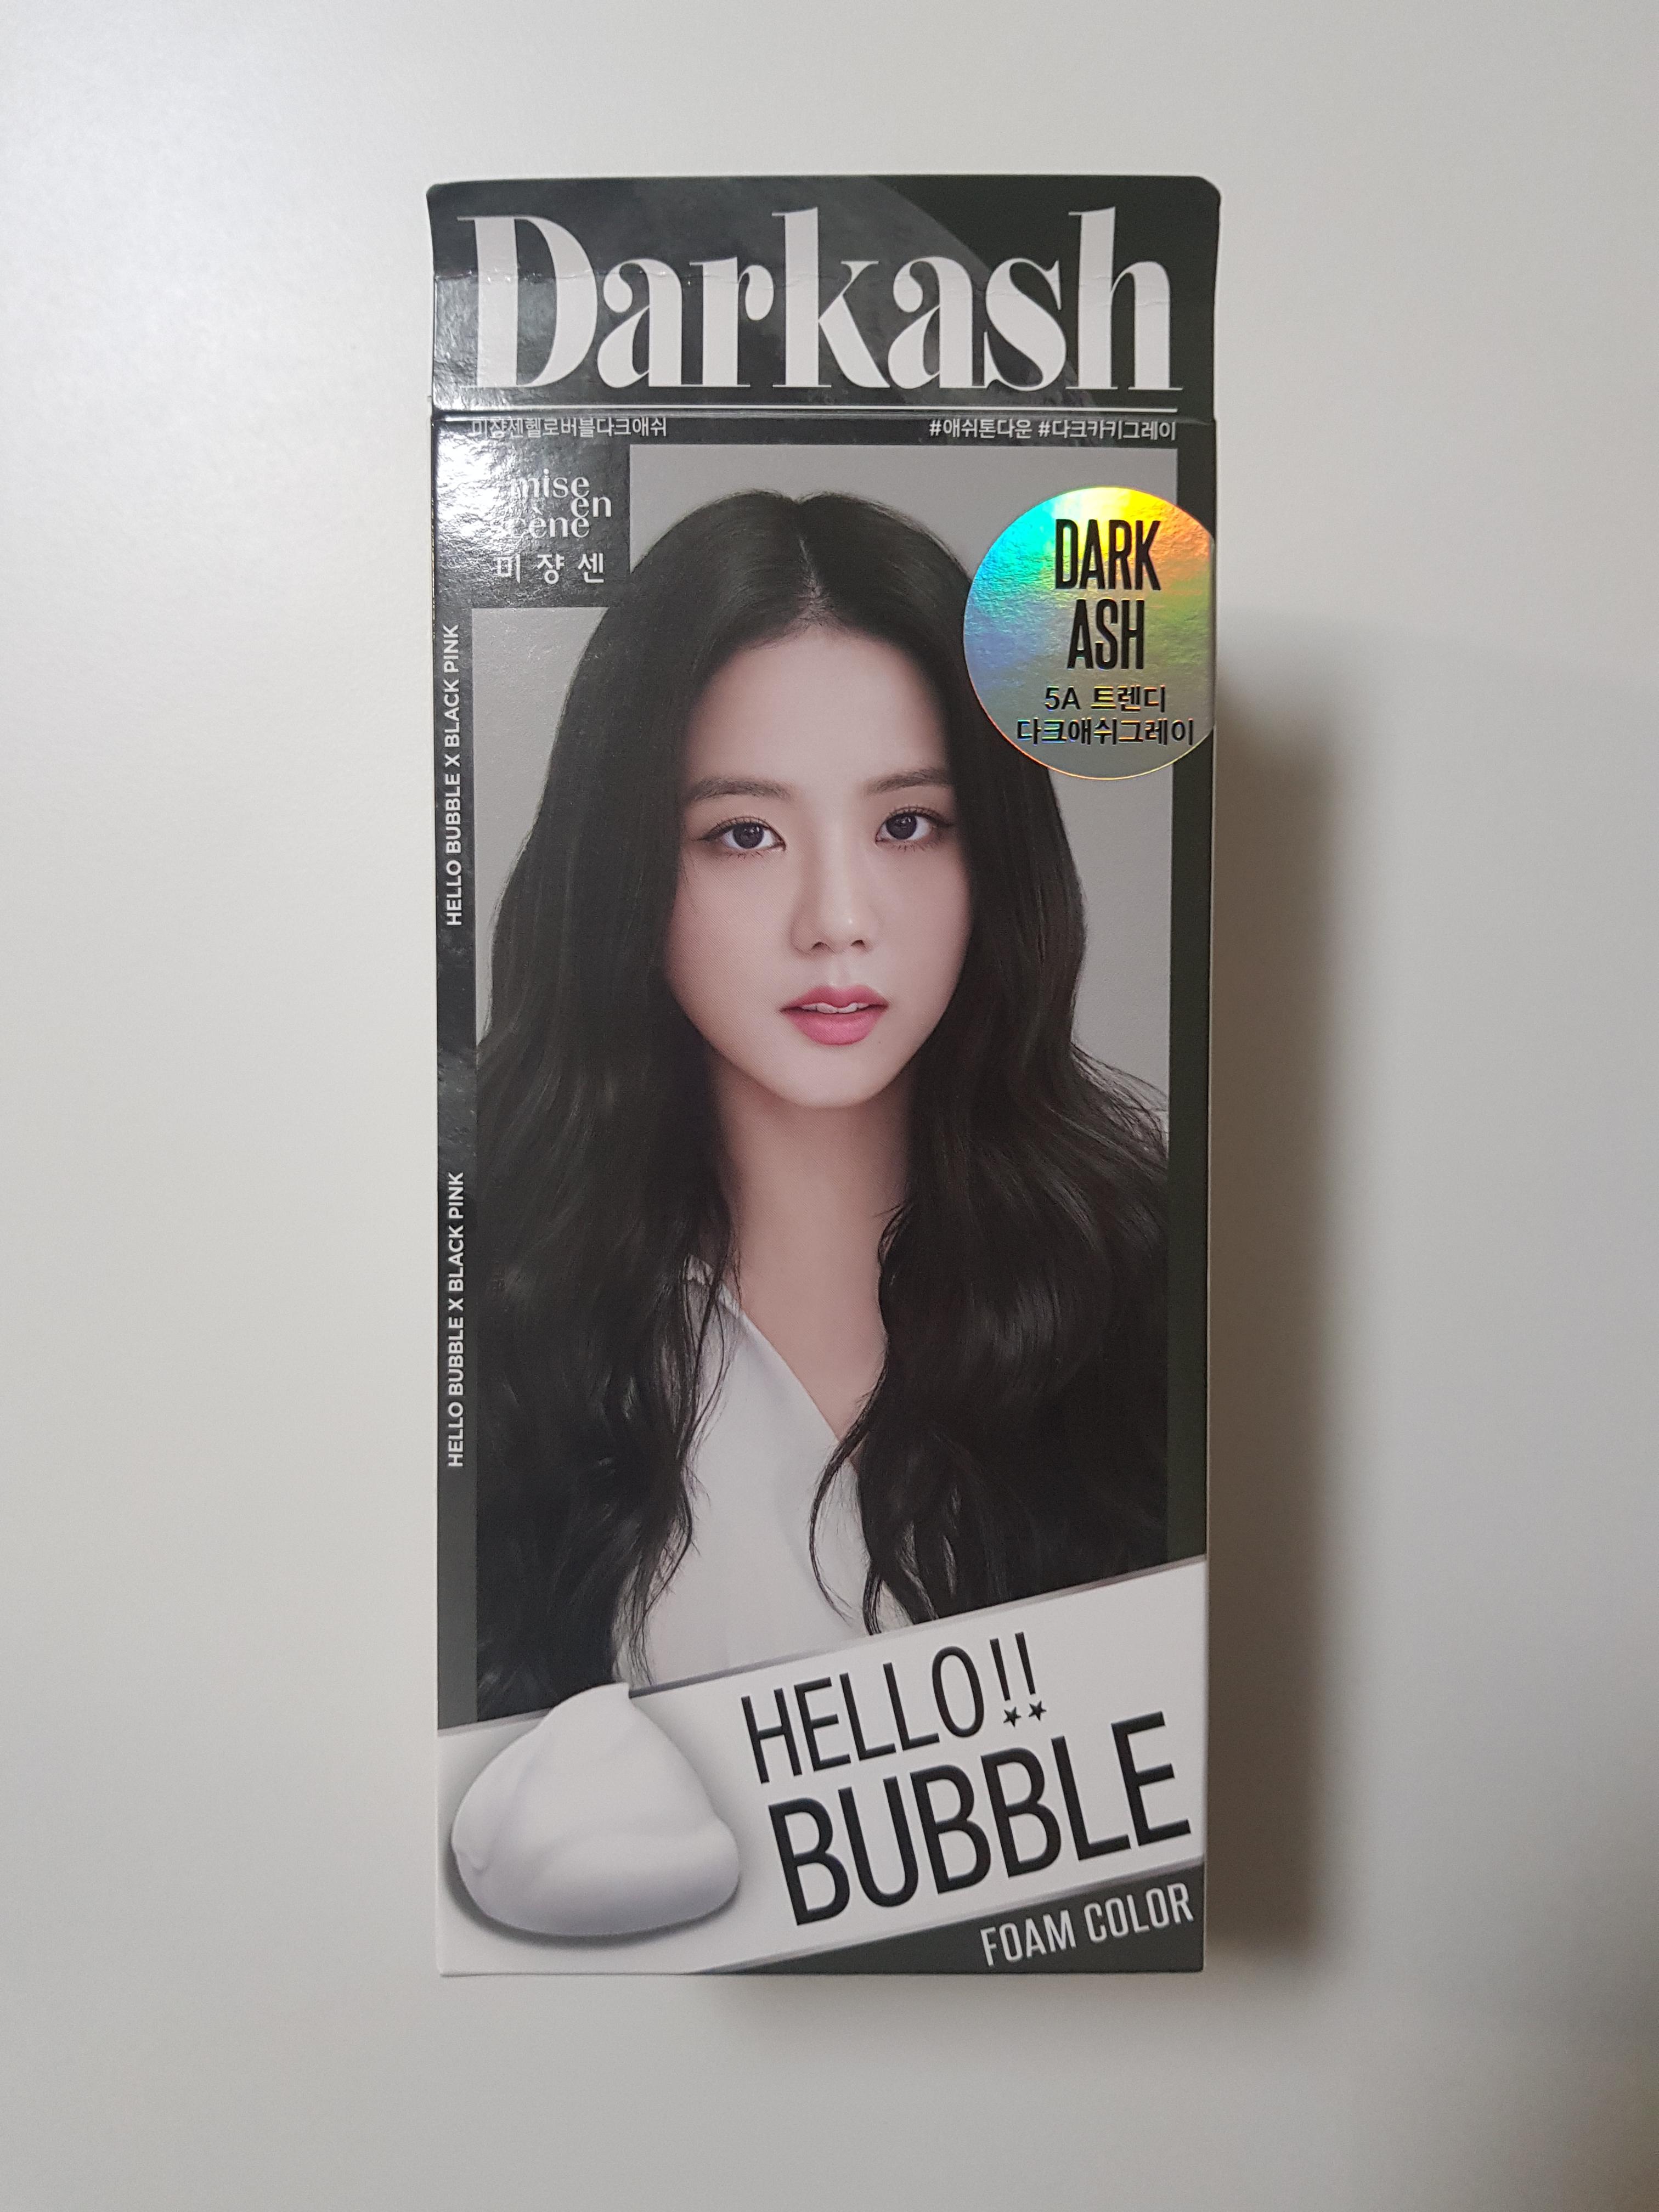 Darkash
미쟝센헬로버블다크애쉬
#애쉬톤다운 #다크카키그레이
mise
en
scène
미쟝센
DARK
ASH
5A 트렌디
다크애쉬그레이
HELLO BUBBLE X BLACK PINK
HELLO BUBBLE X BLACK PINK
HELLO!!
BUBBLE
FOAM COLOR